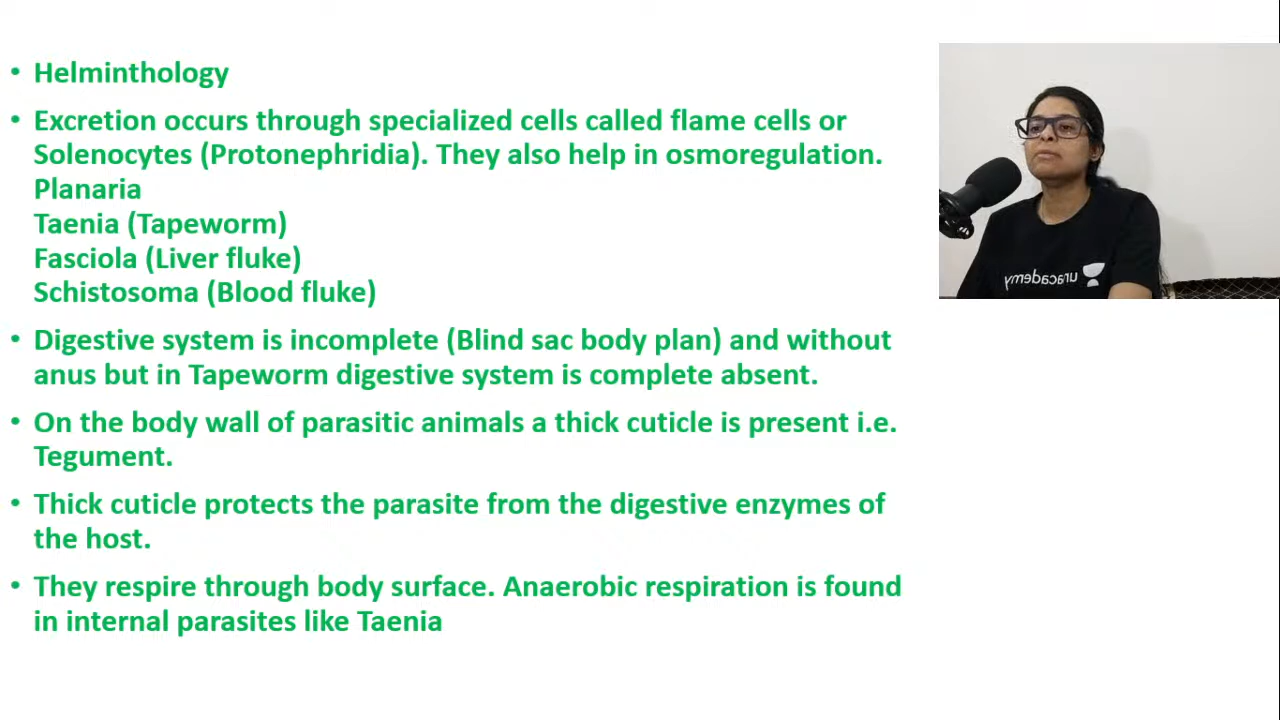 • Helminthology
• Excretion occurs through specialized cells called flame cells or
Solenocytes (Protonephridia). They also help in osmoregulation.
Planaria
Taenia (Tapeworm)
Fasciola (Liver fluke)
Schistosoma (Blood fluke)
• Digestive system is incomplete (Blind sac body plan) and without
anus but in Tapeworm digestive system is complete absent.
• On the body wall of parasitic animals a thick cuticle is present i.e.
Tegument.
• Thick cuticle protects the parasite from the digestive enzymes of
the host.
• They respire through body surface. Anaerobic respiration is found
in internal parasites like Taenia
unacademy